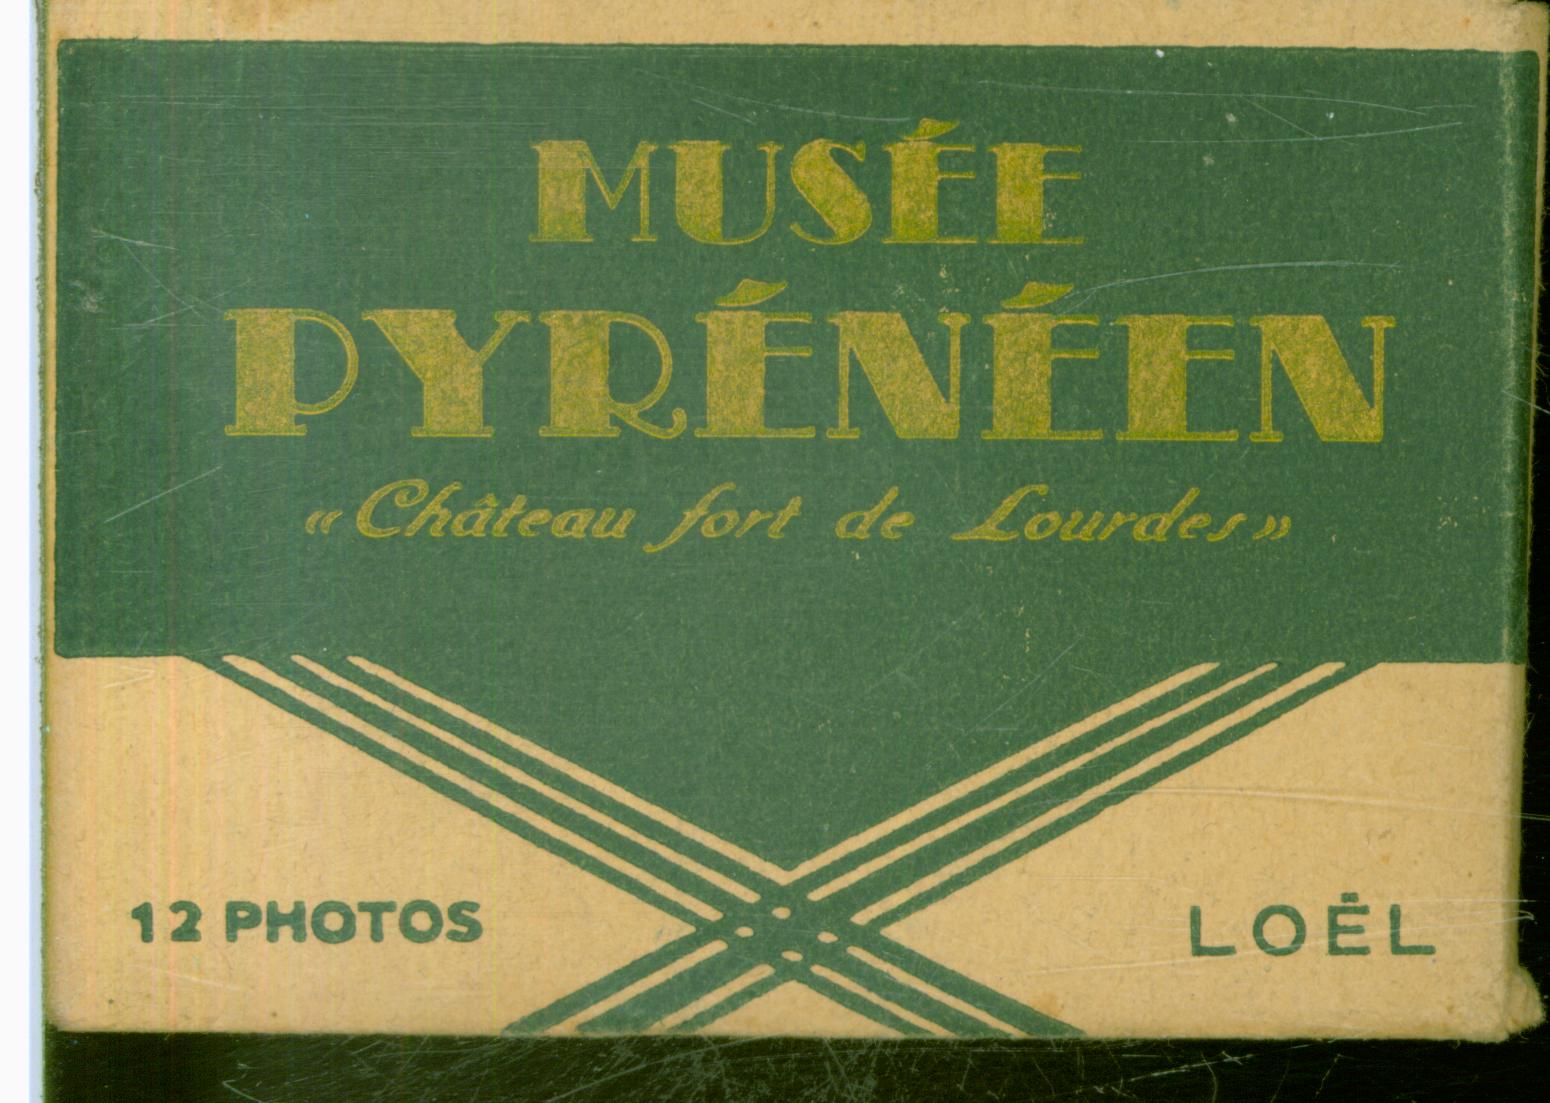 MUSÉE
PYRÉNÉEN
«Château fort de Lourdes»
12 PHOTOS
LOËL